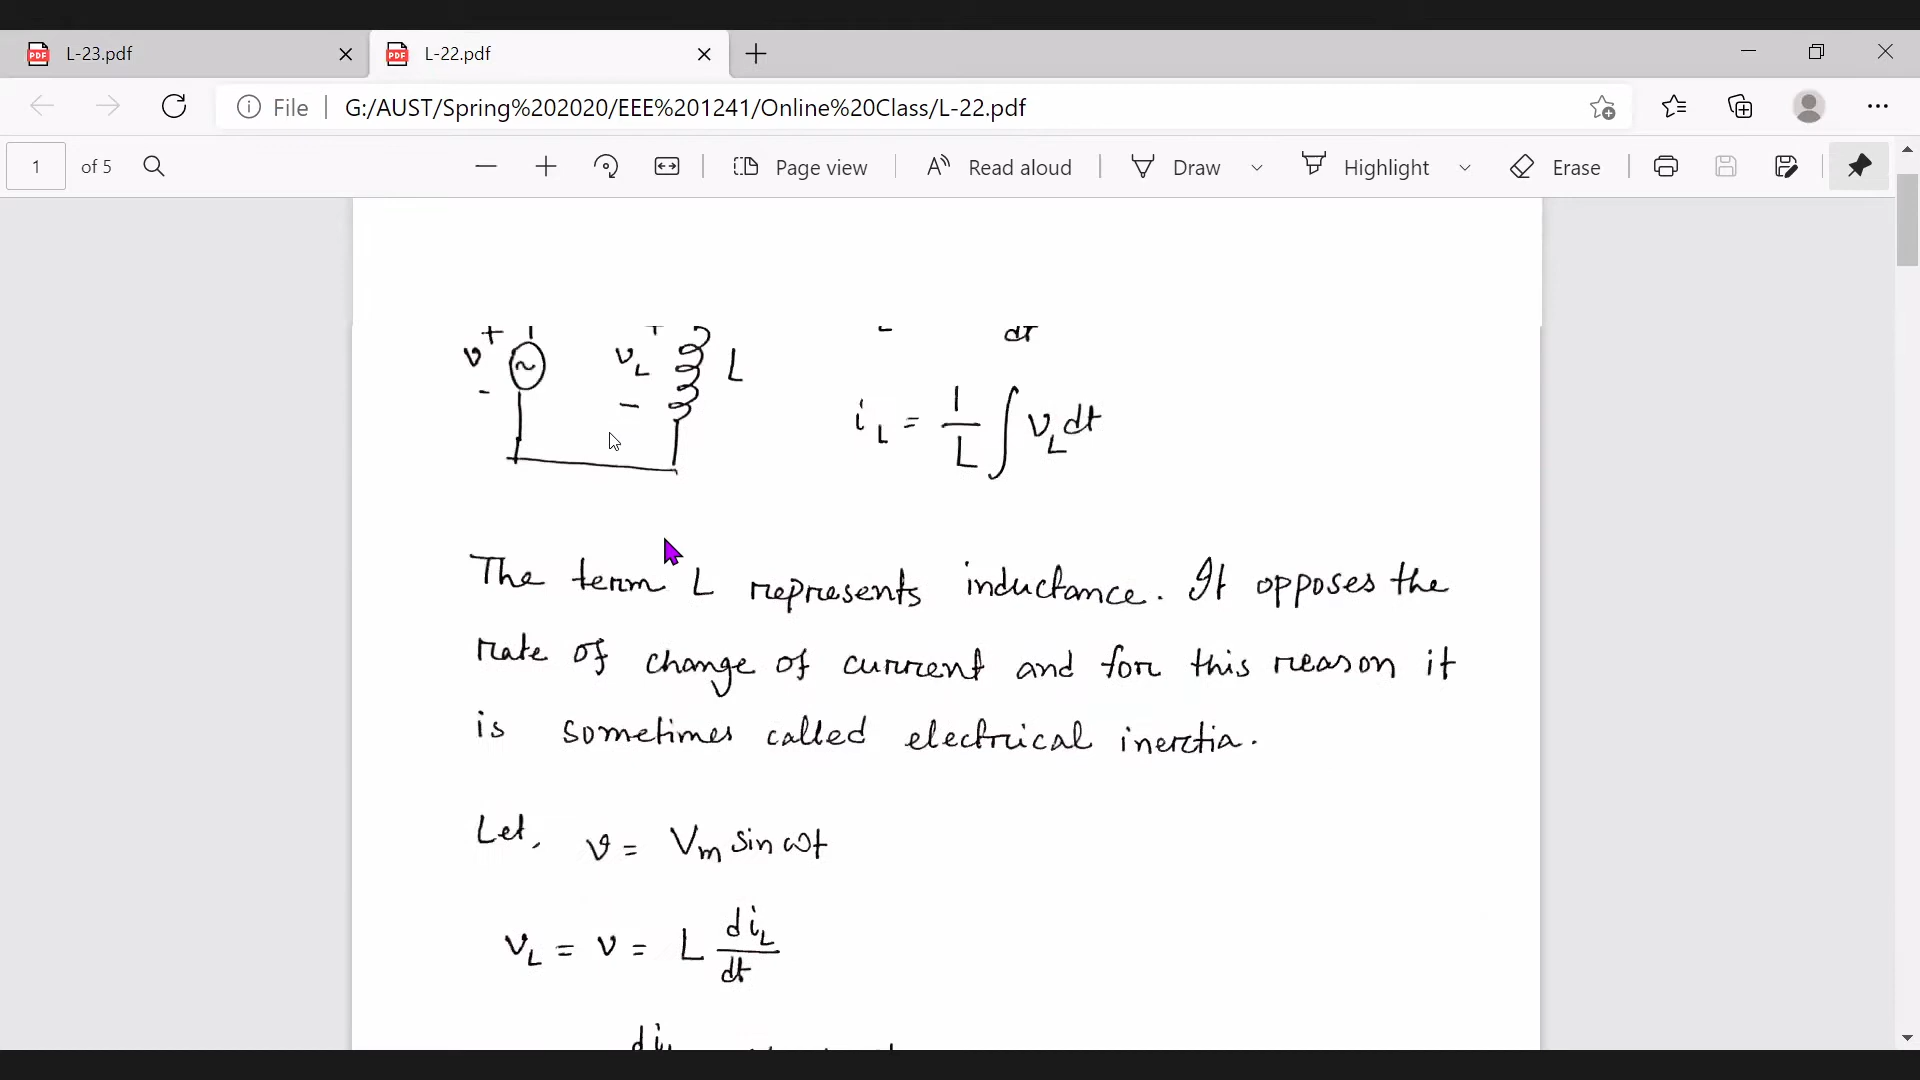 L-23.pdf
L-22.pdf
File | G:/AUST/Spring%202020/EEE%201241/Online%20Class/L-22.pdf
1 of 5
Page view
Read aloud
Draw
Highlight
Erase
v + - ~ v_L + - L
dt
i_L = 1/L ∫ v_L dt
The term L represents inductance. It opposes the
rate of change of current and for this reason it
is sometimes called electrical inertia.
Let, v = V_m sin ωt
v_L = v = L di_L/dt